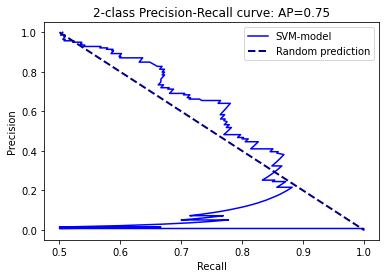 2-class Precision-Recall curve: AP=0.75
SVM-model
Random prediction
Precision
1.0
0.8
0.6
0.4
0.2
0.0
0.5 0.6 0.7 0.8 0.9 1.0
Recall